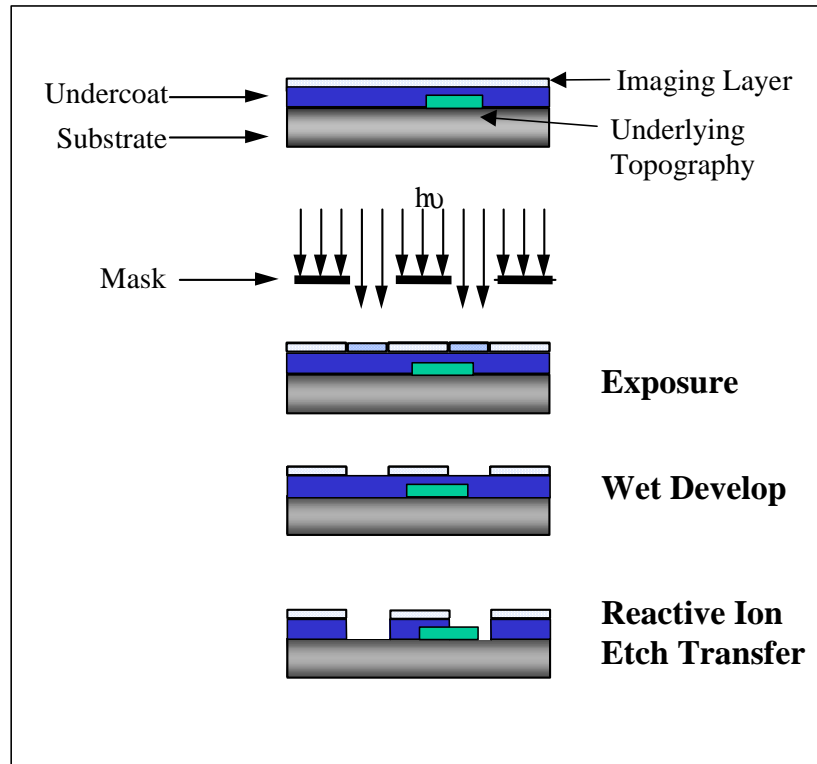 Undercoat
Imaging Layer
Substrate
Underlying
Topography
hυ
Mask
Exposure
Wet Develop
Reactive Ion
Etch Transfer